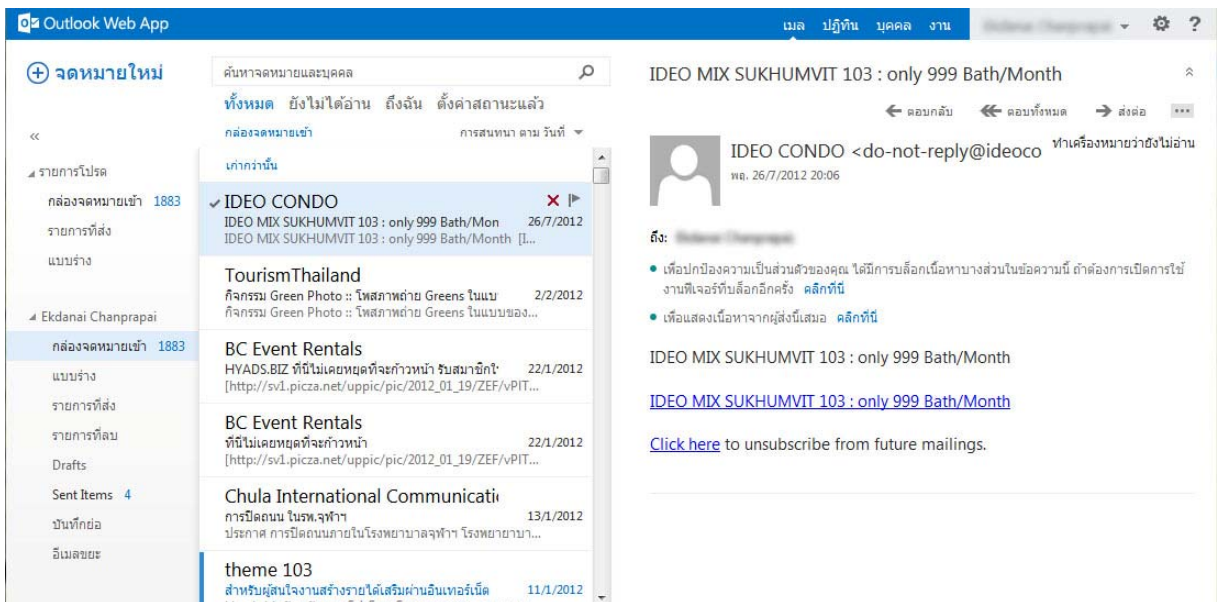 Outlook Web App
เมล ปฏิทิน บุคคล งาน
?
จดหมายใหม่
«
รายการโปรด
กล่องจดหมายเข้า 1883
รายการที่ส่ง
แบบร่าง
Ekdanai Chanprapai
กล่องจดหมายเข้า 1883
แบบร่าง
รายการที่ส่ง
รายการที่ลบ
Drafts
Sent Items 4
บันทึกย่อ
อีเมลขยะ
ค้นหาจดหมายและบุคคล
ทั้งหมด ยังไม่ได้อ่าน ถึงฉัน ตั้งค่าสถานะแล้ว
กล่องจดหมายเข้า การสนทนา ตาม วันที่
เก่ากว่านั้น
IDEO CONDO
IDEO MIX SUKHUMVIT 103 : only 999 Bath/Mon 26/7/2012
IDEO MIX SUKHUMVIT 103 : only 999 Bath/Month [I...
TourismThailand
กิจกรรม Green Photo :: โพสภาพถ่าย Greens ในแบบ 2/2/2012
กิจกรรม Green Photo :: โพสภาพถ่าย Greens ในแบบของ...
BC Event Rentals
HYADS.BIZ ที่นี่ไม่เคยหยุดที่จะก้าวหน้า รับสมาชิกใ 22/1/2012
[http://sv1.picza.net/uppic/pic/2012_01_19/ZEF/vPIT...
BC Event Rentals
ที่นี่ไม่เคยหยุดที่จะก้าวหน้า 22/1/2012
[http://sv1.picza.net/uppic/pic/2012_01_19/ZEF/vPIT...
Chula International Communicati
การปิดถนน ในรพ.จุฬาฯ 13/1/2012
ประกาศ การปิดถนนภายในโรงพยาบาลจุฬาฯ โรงพยายาบา...
theme 103
สำหรับผู้สนใจงานสร้างรายได้เสริมผ่านอินเทอร์เน็ต 11/1/2012
IDEO MIX SUKHUMVIT 103 : only 999 Bath/Month
ตอบกลับ ตอบทั้งหมด ส่งต่อ ...
IDEO CONDO <do-not-reply@ideoco ทำเครื่องหมายว่ายังไม่อ่าน
พฤ. 26/7/2012 20:06
ถึง:
เพื่อปกป้องความเป็นส่วนตัวของคุณ ได้มีการบล็อกเนื้อหาบางส่วนในข้อความนี้ ถ้าต้องการเปิดการใช้
งานฟีเจอร์ที่บล็อกอีกครั้ง คลิกที่นี่
เพื่อแสดงเนื้อหาจากผู้ส่งนี้เสมอ คลิกที่นี่
IDEO MIX SUKHUMVIT 103 : only 999 Bath/Month
IDEO MIX SUKHUMVIT 103 : only 999 Bath/Month
Click here to unsubscribe from future mailings.